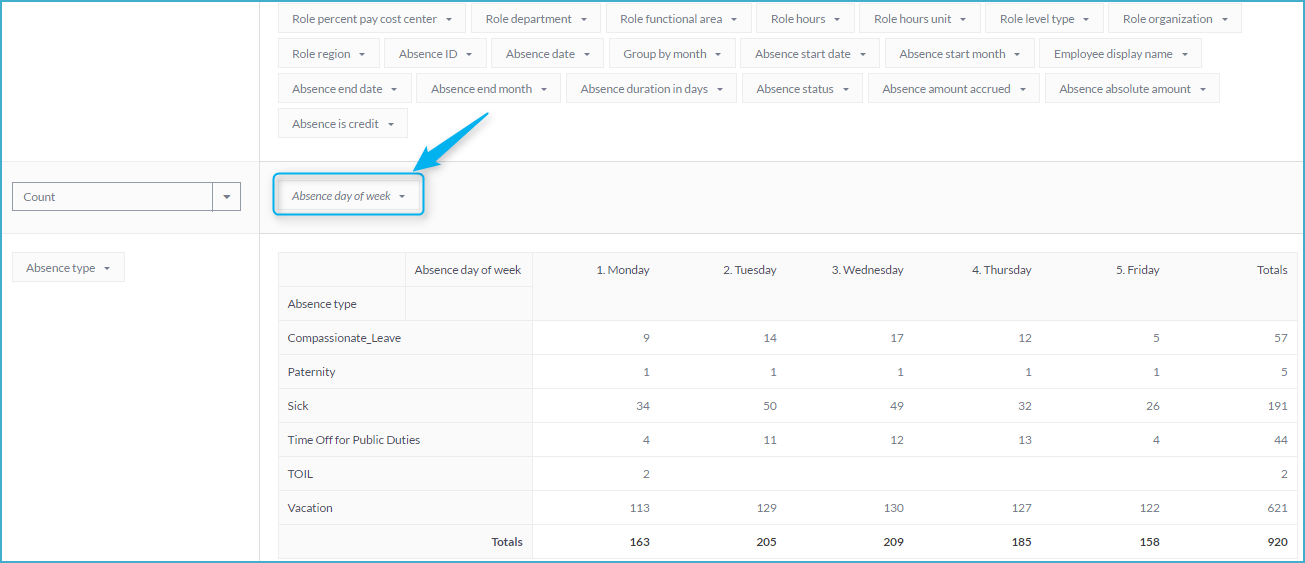 Role percent pay cost center Role department Role functional area Role hours Role hours unit Role level type Role organization
Role region Absence ID Absence date Group by month Absence start date Absence start month Employee display name
Absence end date Absence end month Absence duration in days Absence status Absence amount accrued Absence absolute amount
Absence is credit
Count Absence day of week
Absence type
Absence day of week 1. Monday 2. Tuesday 3. Wednesday 4. Thursday 5. Friday Totals
Absence type
Compassionate_Leave 9 14 17 12 5 57
Paternity 1 1 1 1 1 5
Sick 34 50 49 32 26 191
Time Off for Public Duties 4 11 12 13 4 44
TOIL 2 2
Vacation 113 129 130 127 122 621
Totals 163 205 209 185 158 920